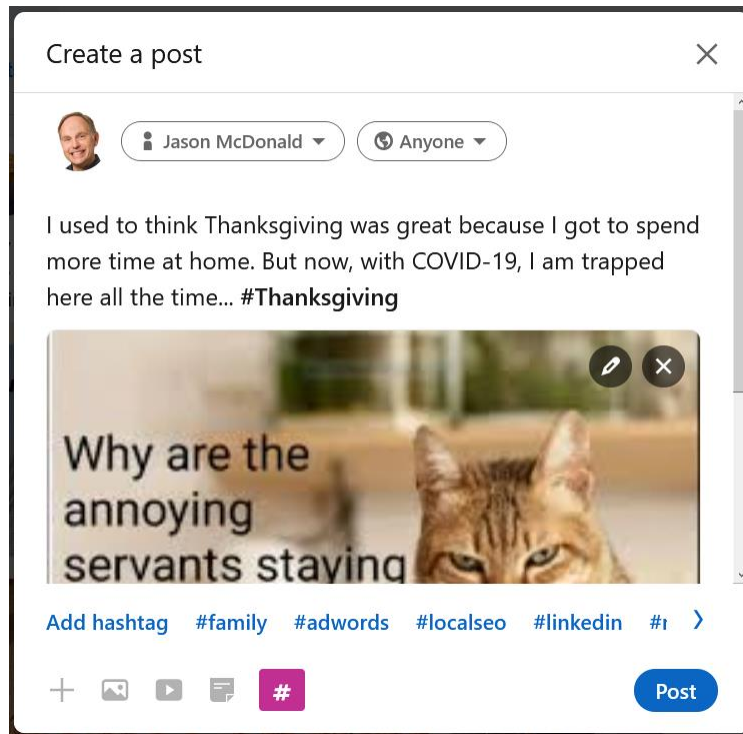 Create a post
Jason McDonald
Anyone
I used to think Thanksgiving was great because I got to spend
more time at home. But now, with COVID-19, I am trapped
here all the time... #Thanksgiving
Why are the
annoying
servants staying
Add hashtag #family #adwords #localseo #linkedin
#
Post